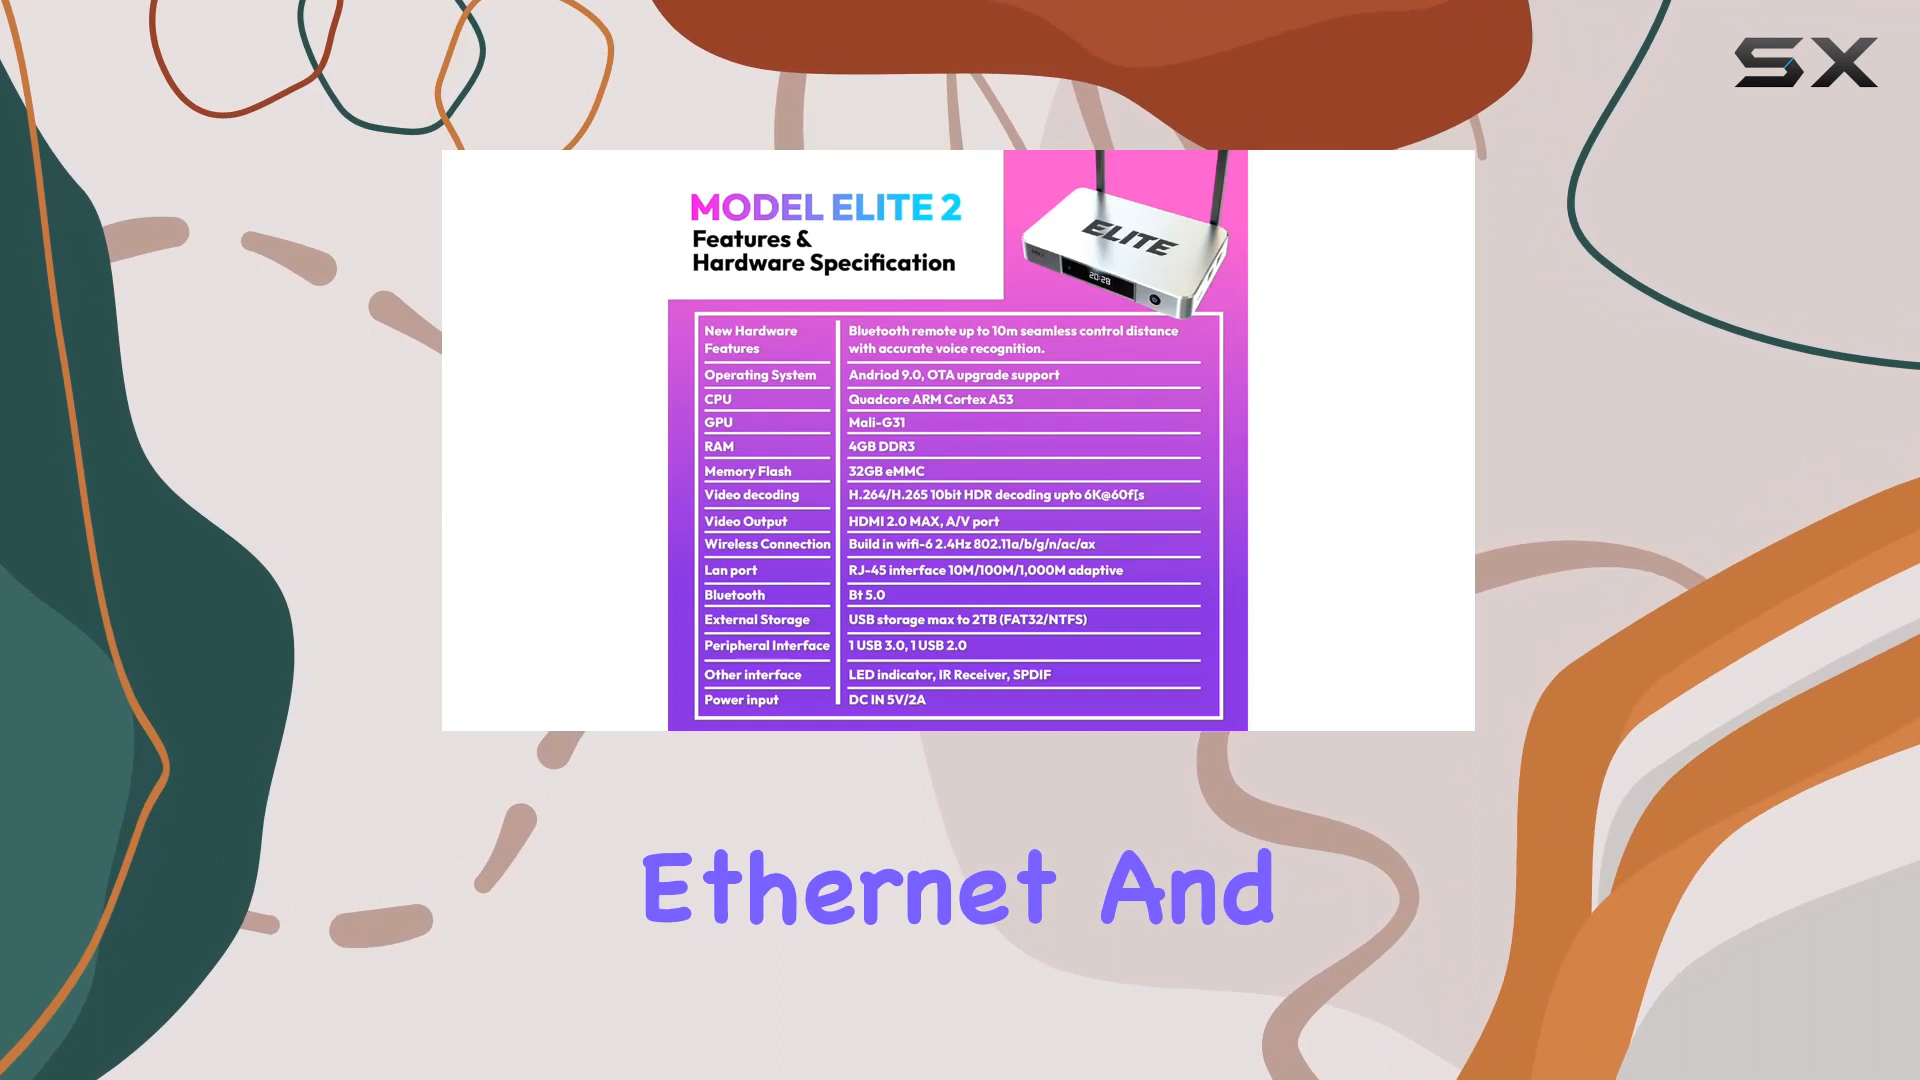 SX
MODEL ELITE 2
Features &
Hardware Specification
ELITE
20:28
New Hardware
Features
Bluetooth remote up to 10m seamless control distance
with accurate voice recognition.
Operating System
Andriod 9.0, OTA upgrade support
CPU
Quadcore ARM Cortex A53
GPU
Mali-G31
RAM
4GB DDR3
Memory Flash
32GB eMMC
Video decoding
H.264/H.265 10bit HDR decoding upto 6K@60f[s
Video Output
HDMI 2.0 MAX, A/V port
Wireless Connection
Build in wifi-6 2.4Hz 802.11a/b/g/n/ac/ax
Lan port
RJ-45 interface 10M/100M/1,000M adaptive
Bluetooth
Bt 5.0
External Storage
USB storage max to 2TB (FAT32/NTFS)
Peripheral Interface
1 USB 3.0, 1 USB 2.0
Other interface
LED indicator, IR Receiver, SPDIF
Power input
DC IN 5V/2A
Ethernet And